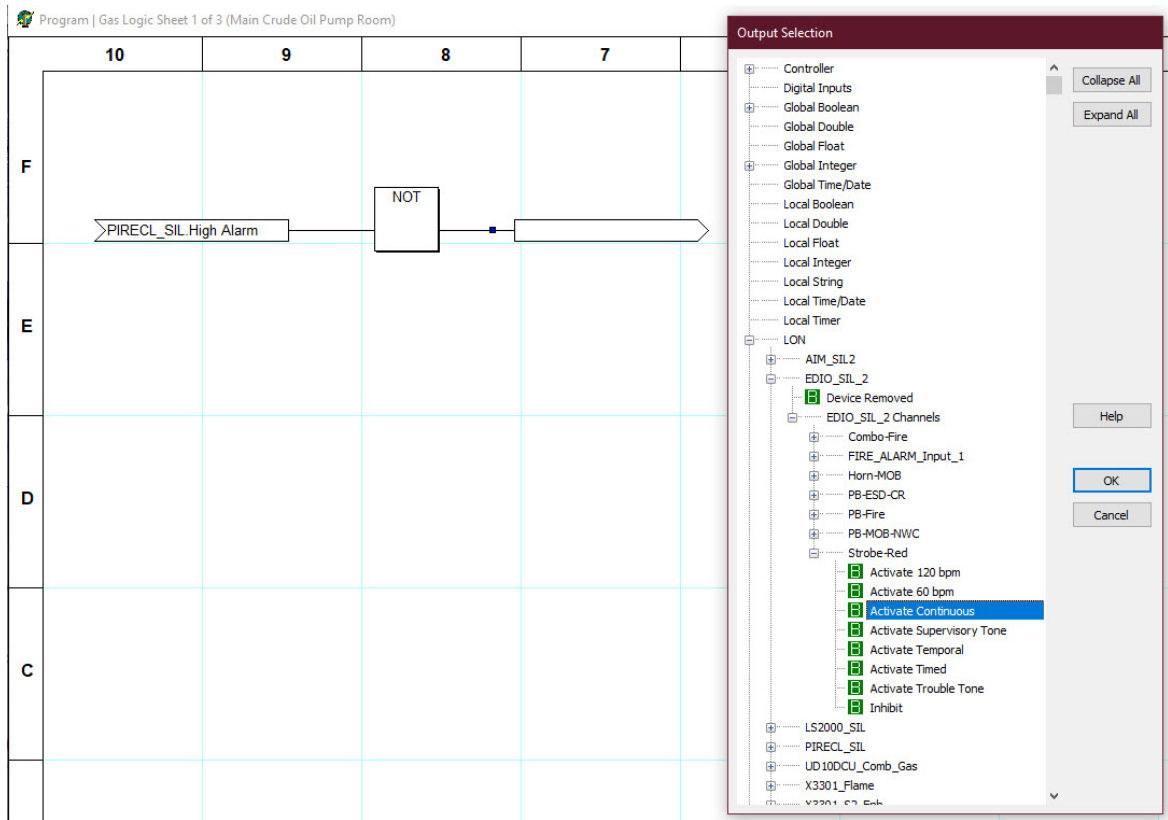 Program | Gas Logic Sheet 1 of 3 (Main Crude Oil Pump Room)
10 9 8 7
F
E
D
C
NOT
PIRECL_SIL.High Alarm
Output Selection
Controller
Digital Inputs
Global Boolean
Global Double
Global Float
Global Integer
Global Time/Date
Local Boolean
Local Double
Local Float
Local Integer
Local String
Local Time/Date
Local Timer
LON
AIM_SIL2
EDIO_SIL_2
B Device Removed
EDIO_SIL_2 Channels
Combo-Fire
FIRE_ALARM_Input_1
Horn-MOB
PB-ESD-CR
PB-Fire
PB-MOB-NWC
Strobe-Red
B Activate 120 bpm
B Activate 60 bpm
B Activate Continuous
B Activate Supervisory Tone
B Activate Temporal
B Activate Timed
B Activate Trouble Tone
B Inhibit
LS2000_SIL
PIRECL_SIL
UD10DCU_Comb_Gas
X3301_Flame
Collapse All
Expand All
Help
OK
Cancel